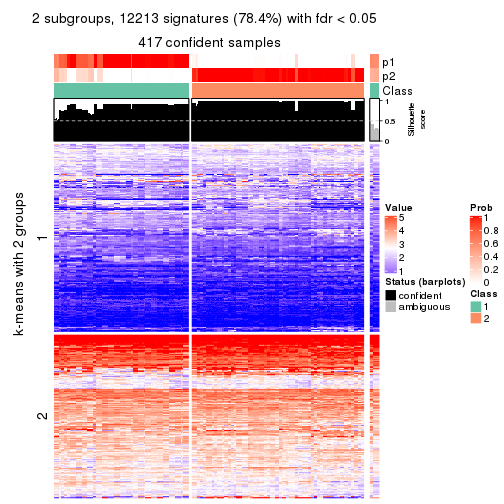 2 subgroups, 12213 signatures (78.4%) with fdr < 0.05
417 confident samples
p1
p2
Class
1
0.5
0
Silhouette
score
k-means with 2 groups
1
2
Value
5
4
3
2
1
Status (barplots)
confident
ambiguous
Prob
1
0.8
0.6
0.4
0.2
0
Class
1
2